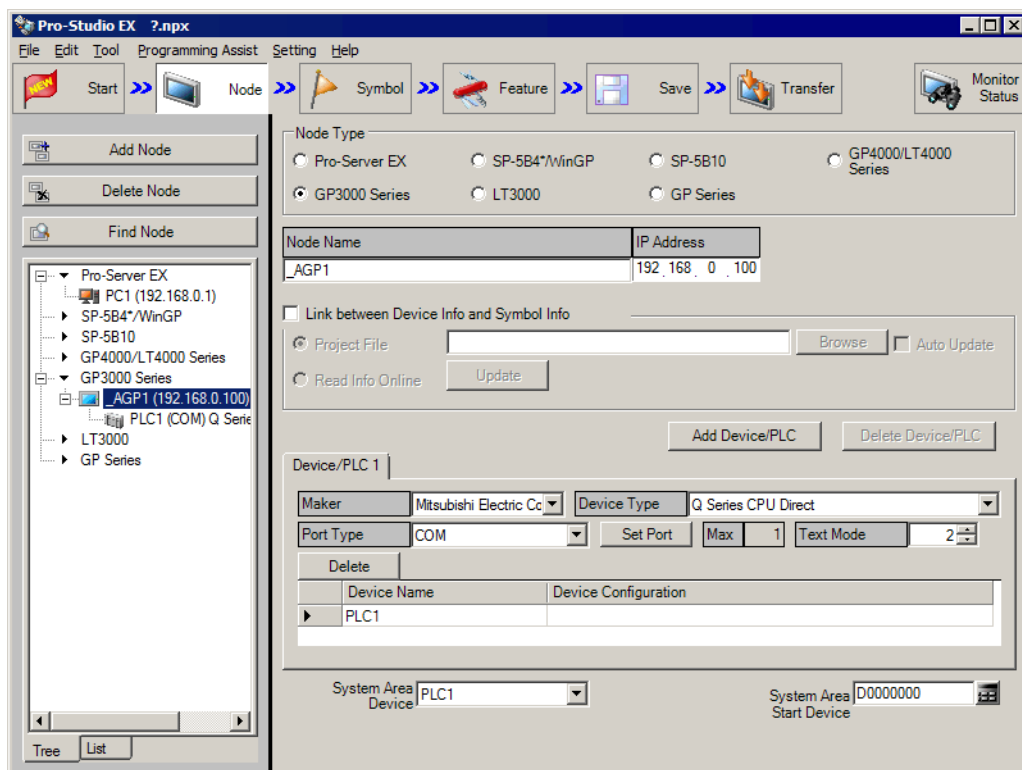 Pro-Studio EX ?.npx
File Edit Tool Programming Assist Setting Help
NEW Start Node Symbol Feature Save Transfer Monitor Status
Add Node
Delete Node
Find Node
Pro-Server EX
PC1 (192.168.0.1)
SP-5B4*/WinGP
SP-5B10
GP4000/LT4000 Series
GP3000 Series
_AGP1 (192.168.0.100)
PLC1 (COM) Q Serie
LT3000
GP Series
Tree List
Node Type
Pro-Server EX SP-5B4*/WinGP SP-5B10 GP4000/LT4000 Series
GP3000 Series LT3000 GP Series
Node Name IP Address
_AGP1 192 . 168 . 0 . 100
Link between Device Info and Symbol Info
Project File Browse Auto Update
Read Info Online Update
Add Device/PLC Delete Device/PLC
Device/PLC 1
Maker Mitsubishi Electric Co Device Type Q Series CPU Direct
Port Type COM Set Port Max 1 Text Mode 2
Delete
Device Name Device Configuration
PLC1
System Area Device PLC1 System Area Start Device D0000000